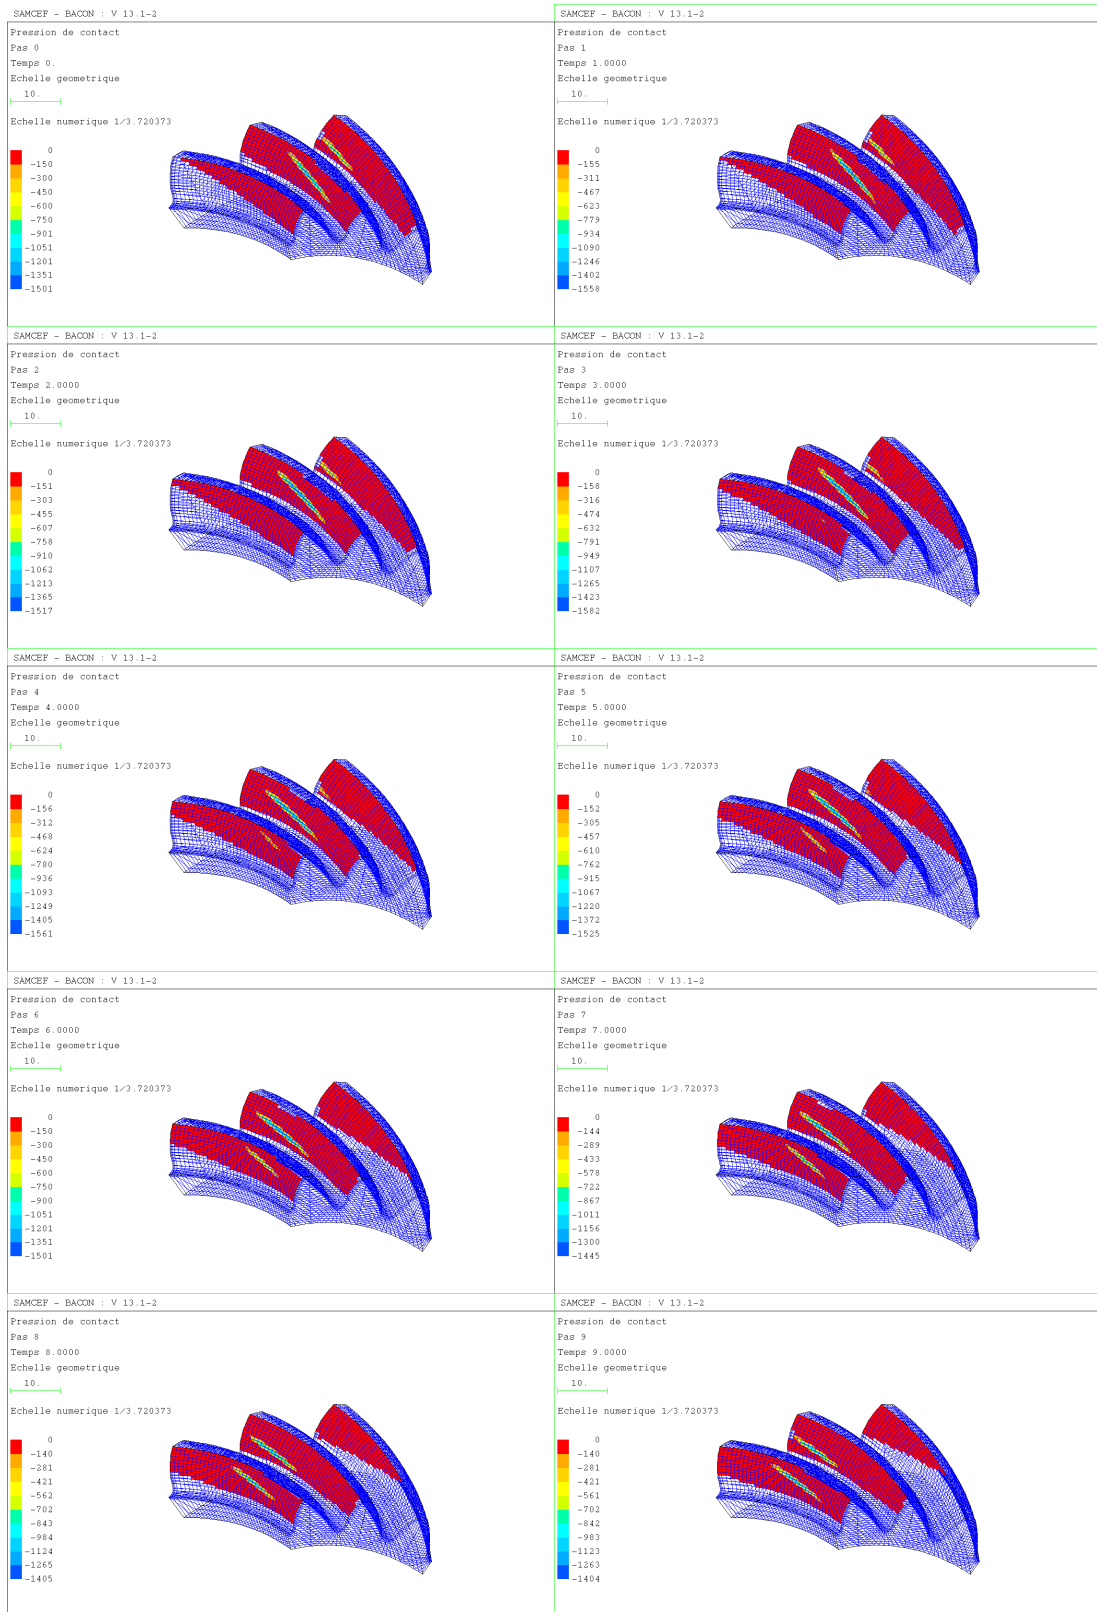 SAMCEF - BACON : V 13.1-2
Pression de contact
Pas 0
Temps 0.
Echelle geometrique
10.
Echelle numerique 1/3.720373
0
-150
-300
-450
-600
-750
-901
-1051
-1201
-1351
-1501
SAMCEF - BACON : V 13.1-2
Pression de contact
Pas 1
Temps 1.0000
Echelle geometrique
10.
Echelle numerique 1/3.720373
0
-155
-311
-467
-623
-779
-934
-1090
-1246
-1402
-1558
SAMCEF - BACON : V 13.1-2
Pression de contact
Pas 2
Temps 2.0000
Echelle geometrique
10.
Echelle numerique 1/3.720373
0
-151
-303
-455
-607
-758
-910
-1062
-1213
-1365
-1517
SAMCEF - BACON : V 13.1-2
Pression de contact
Pas 3
Temps 3.0000
Echelle geometrique
10.
Echelle numerique 1/3.720373
0
-158
-316
-474
-632
-791
-949
-1107
-1265
-1423
-1582
SAMCEF - BACON : V 13.1-2
Pression de contact
Pas 4
Temps 4.0000
Echelle geometrique
10.
Echelle numerique 1/3.720373
0
-156
-312
-468
-624
-780
-936
-1093
-1249
-1405
-1561
SAMCEF - BACON : V 13.1-2
Pression de contact
Pas 5
Temps 5.0000
Echelle geometrique
10.
Echelle numerique 1/3.720373
0
-152
-305
-457
-610
-762
-915
-1067
-1220
-1372
-1525
SAMCEF - BACON : V 13.1-2
Pression de contact
Pas 6
Temps 6.0000
Echelle geometrique
10.
Echelle numerique 1/3.720373
0
-150
-300
-450
-600
-750
-900
-1051
-1201
-1351
-1501
SAMCEF - BACON : V 13.1-2
Pression de contact
Pas 7
Temps 7.0000
Echelle geometrique
10.
Echelle numerique 1/3.720373
0
-144
-289
-433
-578
-722
-867
-1011
-1156
-1300
-1445
SAMCEF - BACON : V 13.1-2
Pression de contact
Pas 8
Temps 8.0000
Echelle geometrique
10.
Echelle numerique 1/3.720373
0
-140
-281
-421
-562
-702
-843
-984
-1124
-1265
-1405
SAMCEF - BACON : V 13.1-2
Pression de contact
Pas 9
Temps 9.0000
Echelle geometrique
10.
Echelle numerique 1/3.720373
0
-140
-281
-421
-561
-702
-842
-983
-1123
-1263
-1404